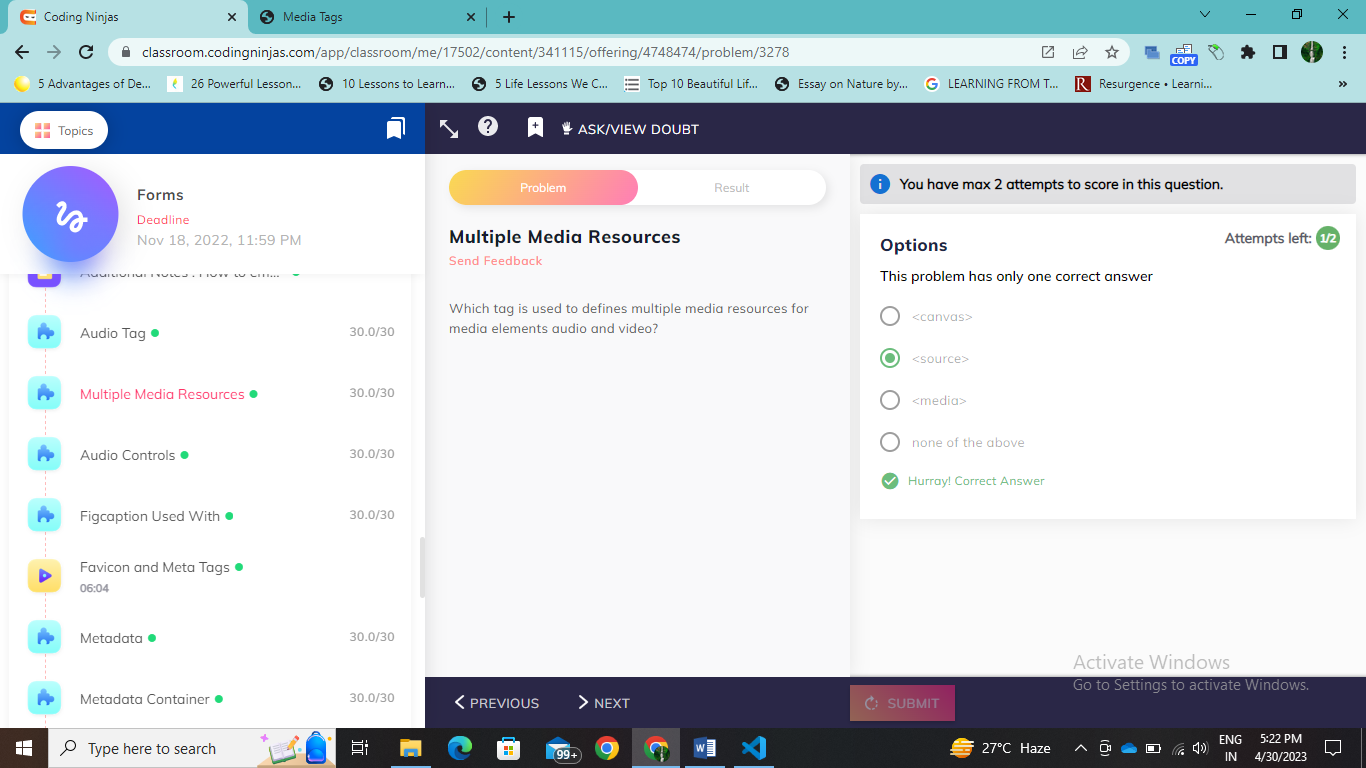 Coding Ninjas
Media Tags
classroom.codingninjas.com/app/classroom/me/17502/content/341115/offering/4748474/problem/3278
COPY
5 Advantages of De...
26 Powerful Lesson...
10 Lessons to Learn...
5 Life Lessons We C...
Top 10 Beautiful Lif...
Essay on Nature by...
LEARNING FROM T...
Resurgence • Learni...
»
Topics
ASK/VIEW DOUBT
Forms
Deadline
Nov 18, 2022, 11:59 PM
Additional Notes : How to em...
Audio Tag
30.0/30
Multiple Media Resources
30.0/30
Audio Controls
30.0/30
Figcaption Used With
30.0/30
Favicon and Meta Tags
06:04
Metadata
30.0/30
Metadata Container
30.0/30
Problem
Result
Multiple Media Resources
Send Feedback
Which tag is used to defines multiple media resources for
media elements audio and video?
You have max 2 attempts to score in this question.
Options
Attempts left: 1/2
This problem has only one correct answer
<canvas>
<source>
<media>
none of the above
Hurray! Correct Answer
Activate Windows
Go to Settings to activate Windows.
PREVIOUS
NEXT
SUBMIT
Type here to search
99+
27°C Haze
ENG
IN
5:22 PM
4/30/2023